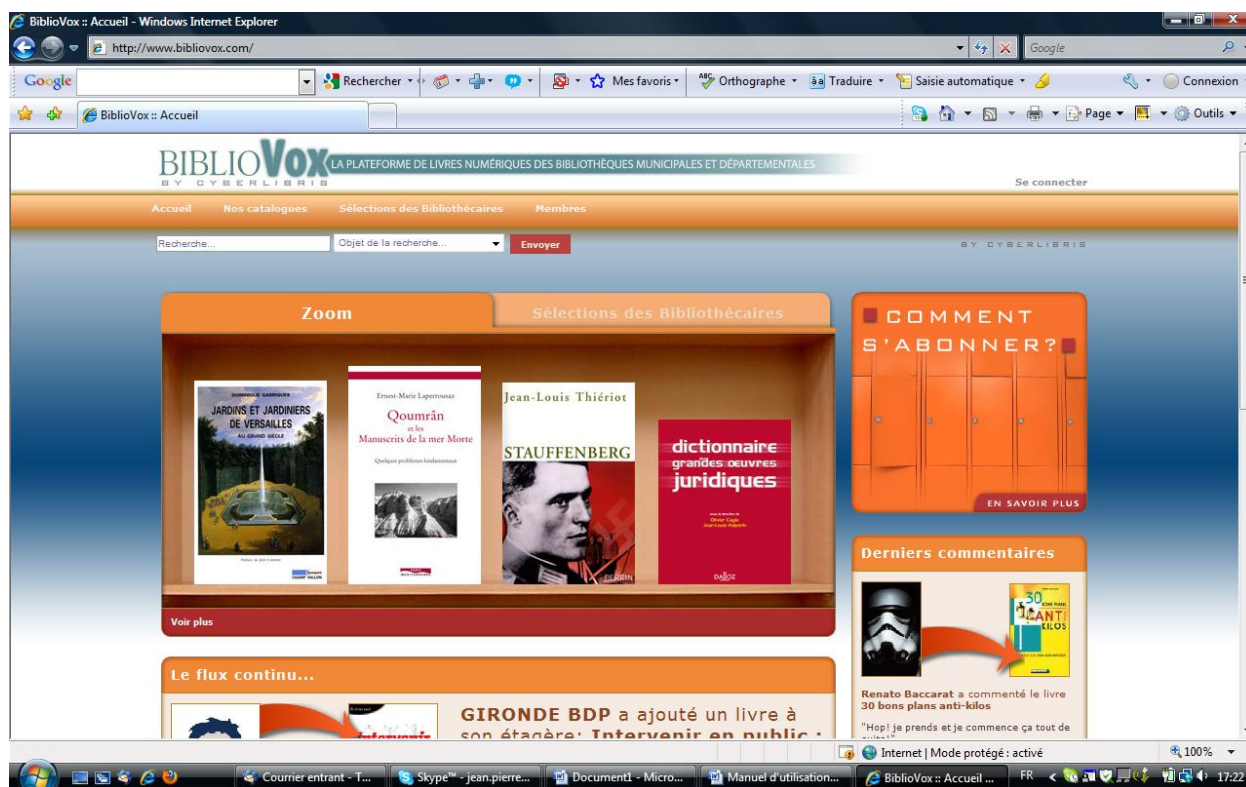 BiblioVox :: Accueil - Windows Internet Explorer
http://www.bibliovox.com/
Google
Google
Rechercher
Mes favoris
Orthographe
Traduire
Saisie automatique
Connexion
BiblioVox :: Accueil
Page
Outils
BIBLIOVOX
LA PLATEFORME DE LIVRES NUMÉRIQUES DES BIBLIOTHÈQUES MUNICIPALES ET DÉPARTEMENTALES
BY CYBERLIBRIS
Se connecter
Accueil Nos catalogues Sélections des Bibliothécaires Membres
Recherche... Objet de la recherche... Envoyer
BY CYBERLIBRIS
Zoom
Sélections des Bibliothécaires
DOMINIQUE GARRIGUES
JARDINS ET JARDINIERS
DE VERSAILLES
AU GRAND SIÈCLE
CHAMP VALLON
Ernest-Marie Laperrousaz
Qoumrân
et les
Manuscrits de la mer Morte
Quelques problèmes fondamentaux
Jean-Louis Thiériot
STAUFFENBERG
PERRIN
dictionnaire
grandes œuvres
juridiques
DALLOZ
Voir plus
COMMENT
S'ABONNER?
EN SAVOIR PLUS
Derniers commentaires
30
ANTI
KILOS
Renato Baccarat a commenté le livre
30 bons plans anti-kilos
"Hop! je prends et je commence ça tout de
Le flux continu...
GIRONDE BDP a ajouté un livre à
son étagère: Intervenir en public :
Internet | Mode protégé : activé
100%
Courrier entrant - T...
Skype™ - jean.pierre...
Document1 - Micro...
Manuel d'utilisation...
BiblioVox :: Accueil ...
FR
17:22